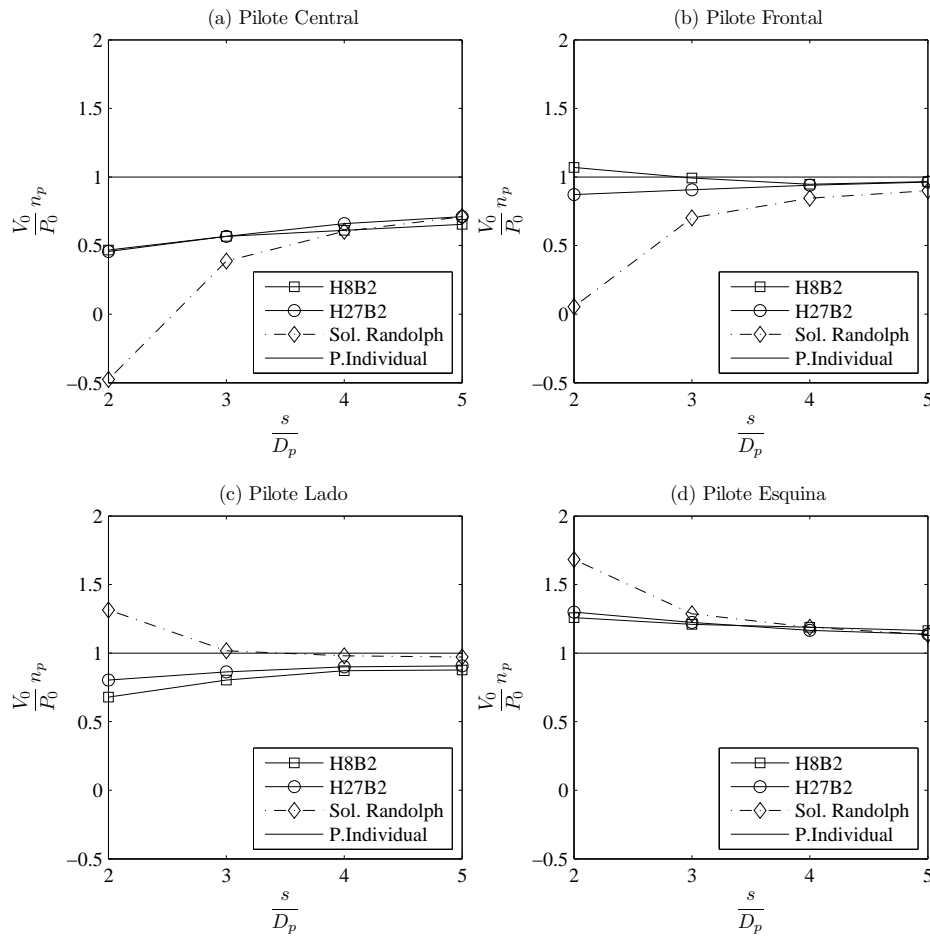 (a) Pilote Central
2
1.5
1
0.5
0
−0.5
2 3 4 5
V0/P0 np
s/Dp
H8B2
H27B2
Sol. Randolph
P.Individual
(b) Pilote Frontal
2
1.5
1
0.5
0
−0.5
2 3 4 5
V0/P0 np
s/Dp
H8B2
H27B2
Sol. Randolph
P.Individual
(c) Pilote Lado
2
1.5
1
0.5
0
−0.5
2 3 4 5
V0/P0 np
s/Dp
H8B2
H27B2
Sol. Randolph
P.Individual
(d) Pilote Esquina
2
1.5
1
0.5
0
−0.5
2 3 4 5
V0/P0 np
s/Dp
H8B2
H27B2
Sol. Randolph
P.Individual